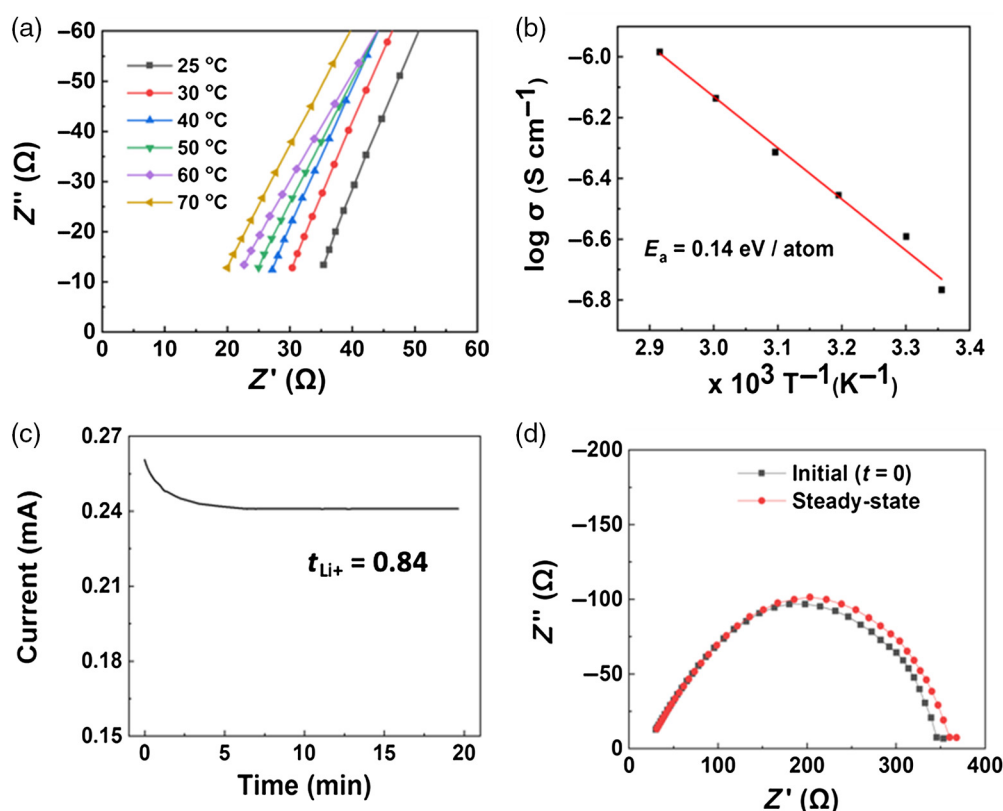 (a)
–60
–50
–40
–30
–20
–10
0
Z'' (Ω)
25 °C
30 °C
40 °C
50 °C
60 °C
70 °C
0 10 20 30 40 50 60
Z' (Ω)
(b)
–6.0
–6.2
–6.4
–6.6
–6.8
log σ (S cm–1)
Ea = 0.14 eV / atom
2.9 3.0 3.1 3.2 3.3 3.4
x 10³ T–1(K–1)
(c)
0.27
0.24
0.21
0.18
0.15
Current (mA)
tLi+ = 0.84
0 5 10 15 20
Time (min)
(d)
–200
–150
–100
–50
0
Z'' (Ω)
Initial (t = 0)
Steady-state
0 100 200 300 400
Z' (Ω)